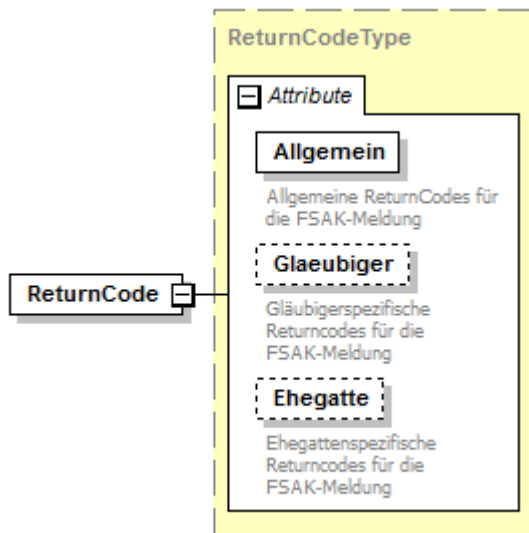 ReturnCodeType
Attribute
Allgemein
Allgemeine ReturnCodes für
die FSAK-Meldung
Glaeubiger
ReturnCode
Gläubigerspezifische
Returncodes für die
FSAK-Meldung
Ehegatte
Ehegattenspezifische
Returncodes für die
FSAK-Meldung